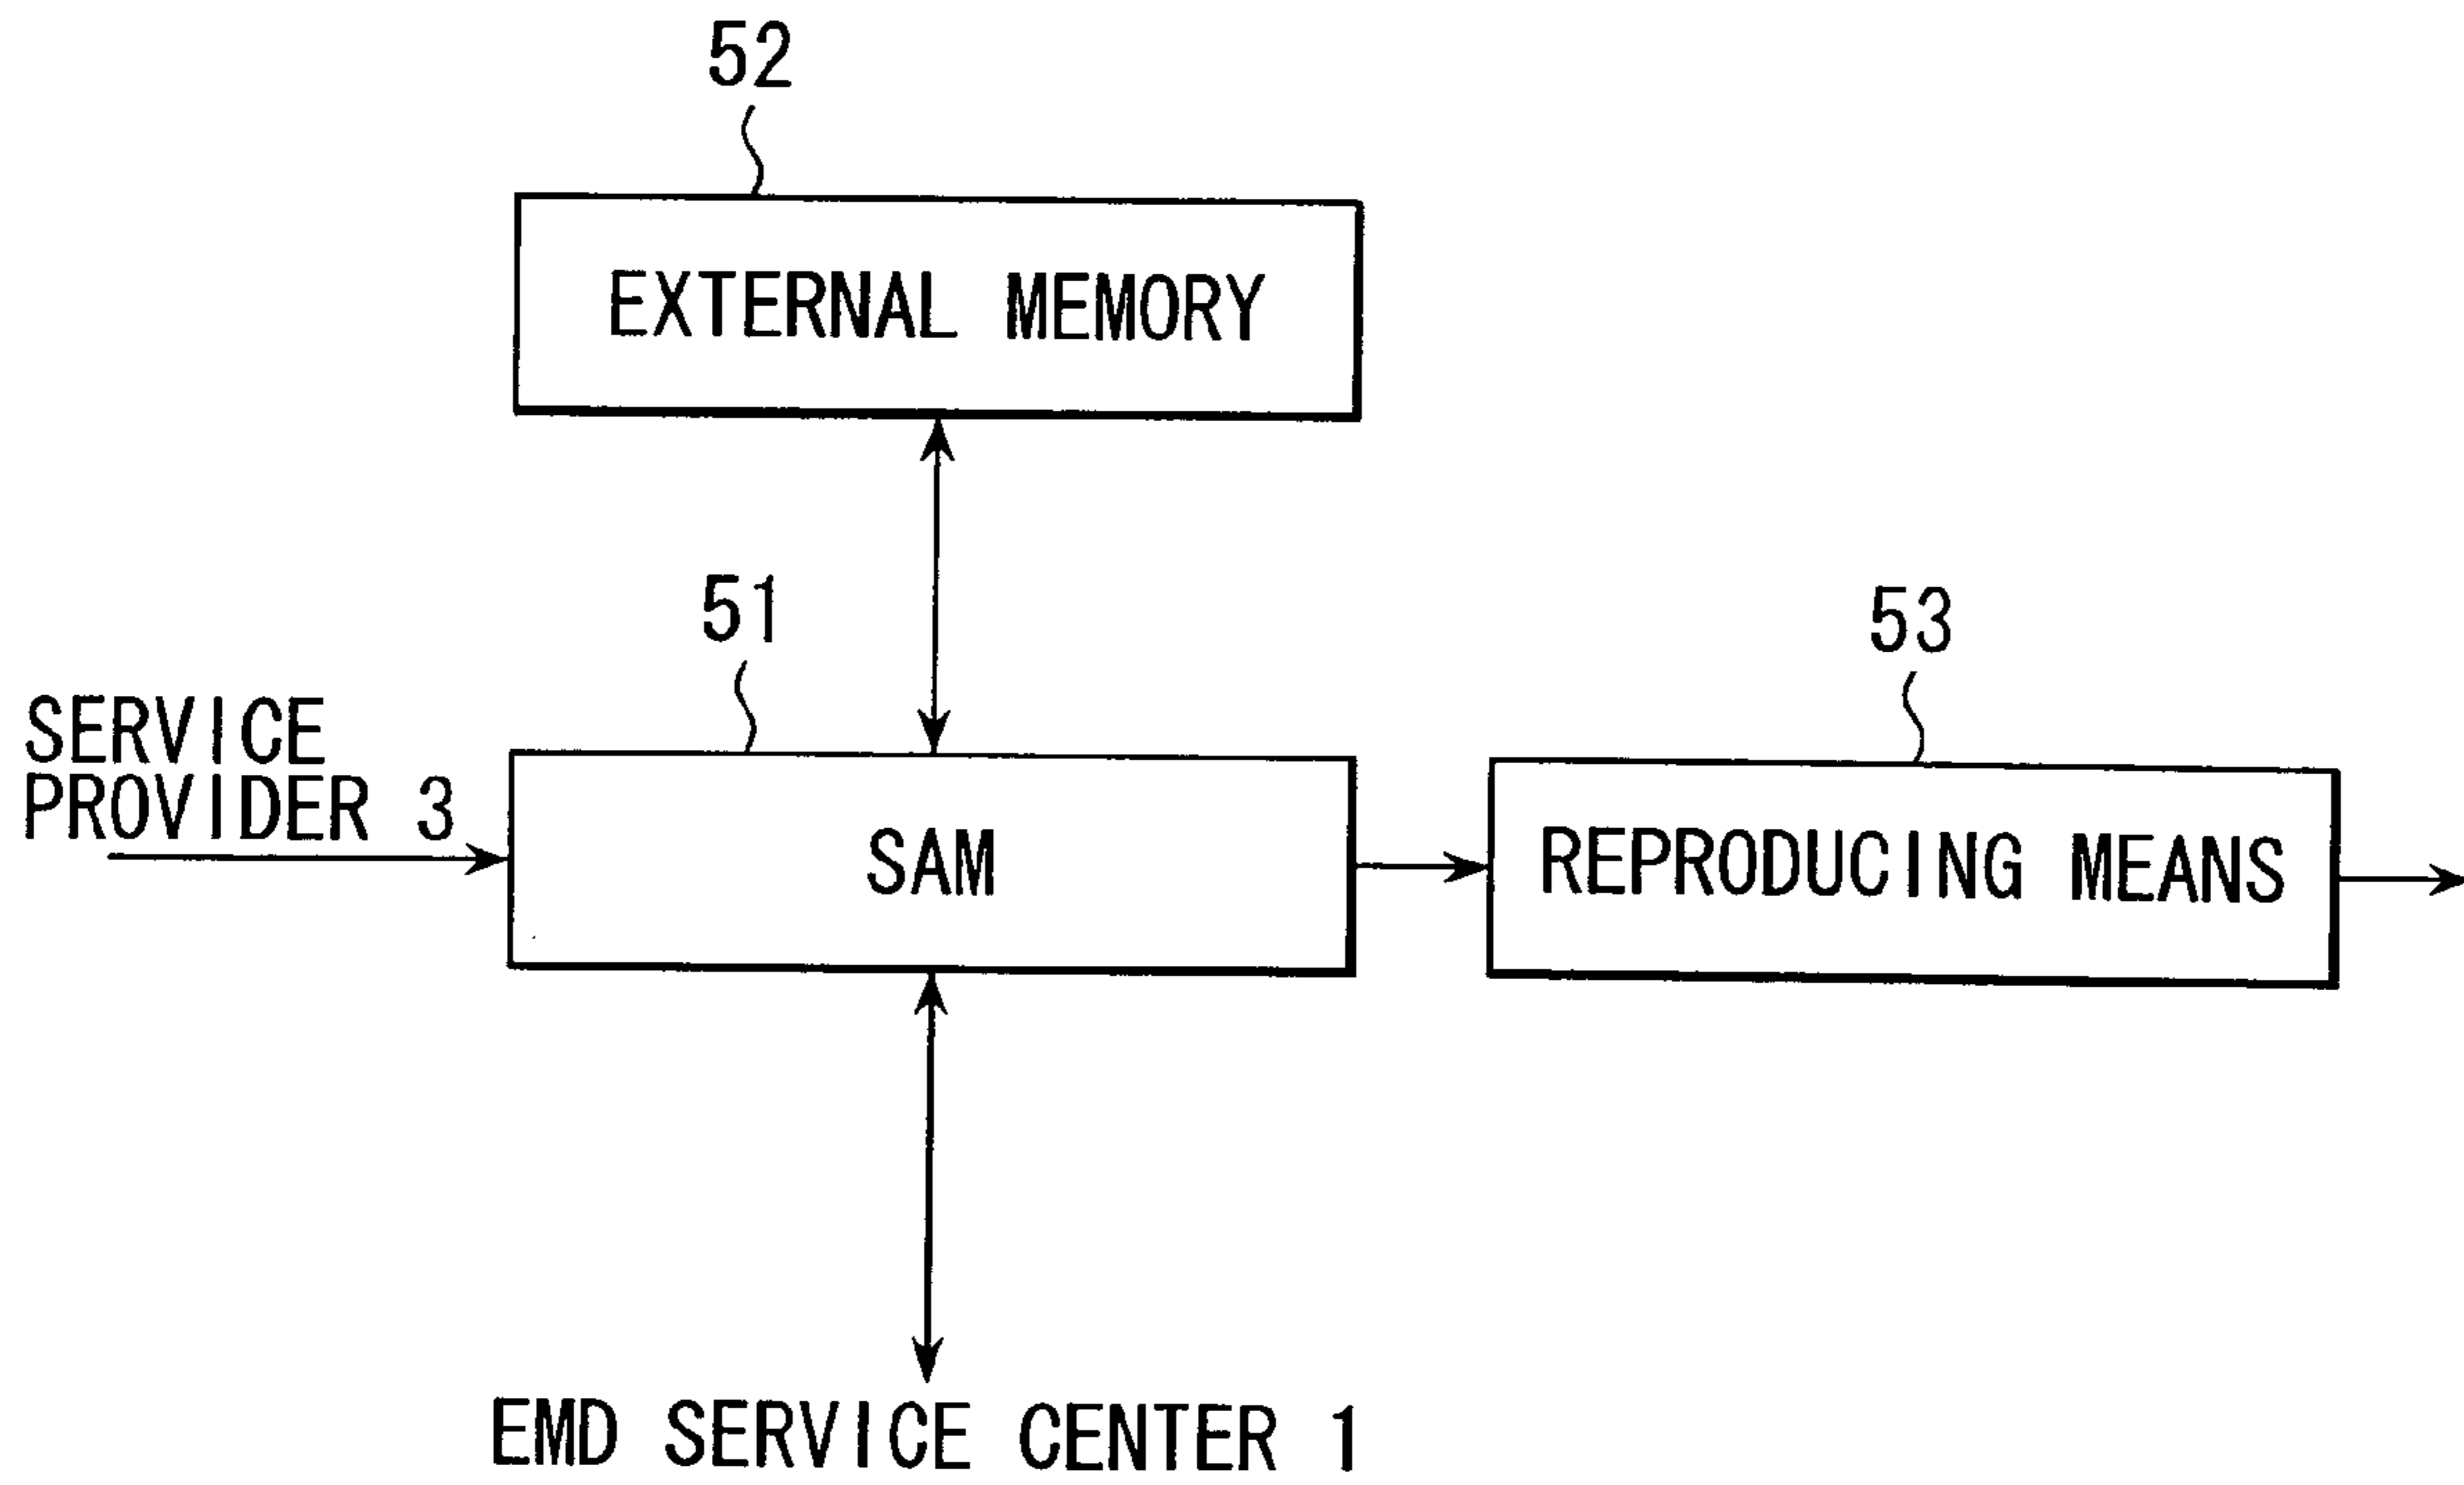 52
EXTERNAL MEMORY
51
53
SERVICE
PROVIDER 3
SAM
REPRODUCING MEANS
EMD SERVICE CENTER 1